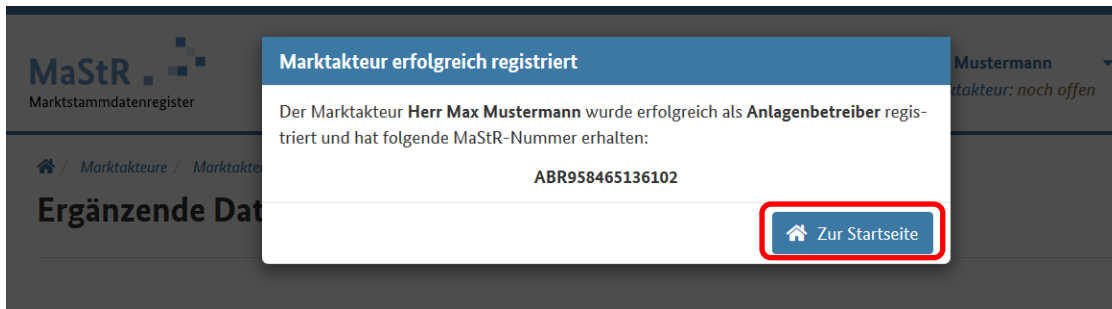 Marktakteur erfolgreich registriert
MaStR
Mustermann
Marktstammdatenregister
ktakteur: noch offen
Der Marktakteur Herr Max Mustermann wurde erfolgreich als Anlagenbetreiber regis-
triert und hat folgende MaStR-Nummer erhalten:
/ Marktakteure / Marktakte
ABR958465136102
Ergänzende Dat
Zur Startseite